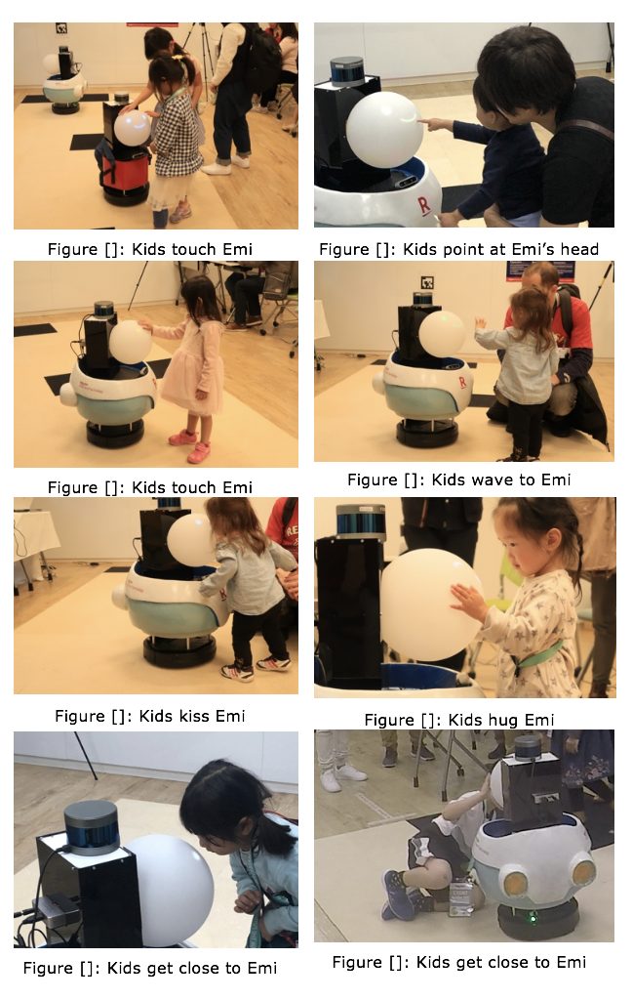 Figure []: Kids touch Emi
R
Figure []: Kids point at Emi's head
Figure []: Kids touch Emi
R
Figure []: Kids wave to Emi
Figure []: Kids kiss Emi
Figure []: Kids hug Emi
Figure []: Kids get close to Emi
Figure []: Kids get close to Emi